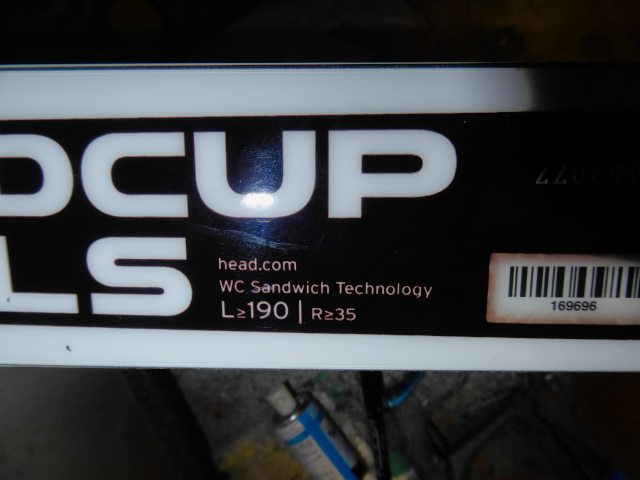 DCUP
LS
head.com
WC Sandwich Technology
L≥190 | R≥35
169696